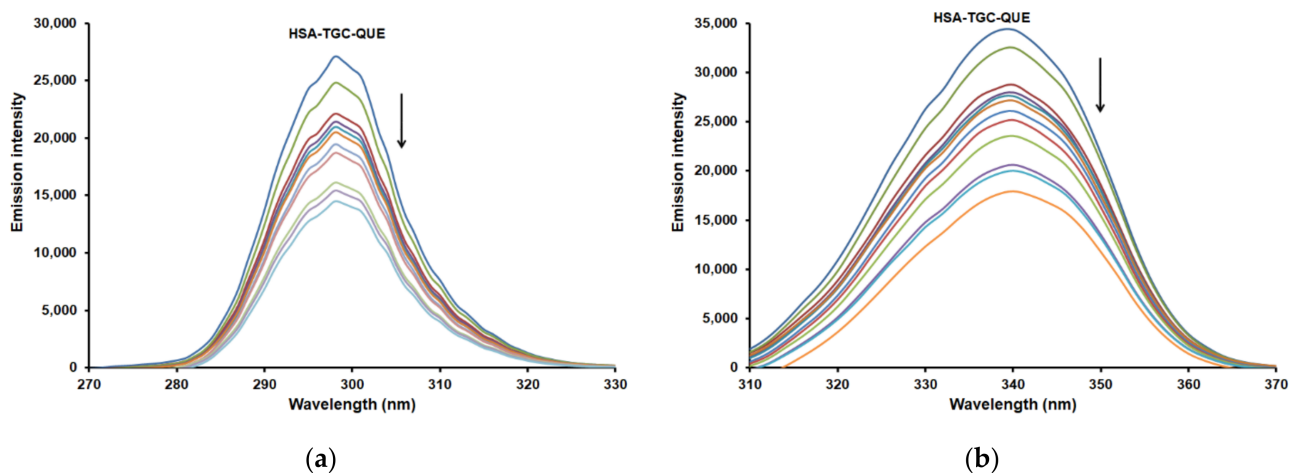 HSA-TGC-QUE
Emission intensity
30,000
25,000
20,000
15,000
10,000
5,000
0
270 280 290 300 310 320 330
Wavelength (nm)
(a)
HSA-TGC-QUE
Emission intensity
35,000
30,000
25,000
20,000
15,000
10,000
5,000
0
310 320 330 340 350 360 370
Wavelength (nm)
(b)